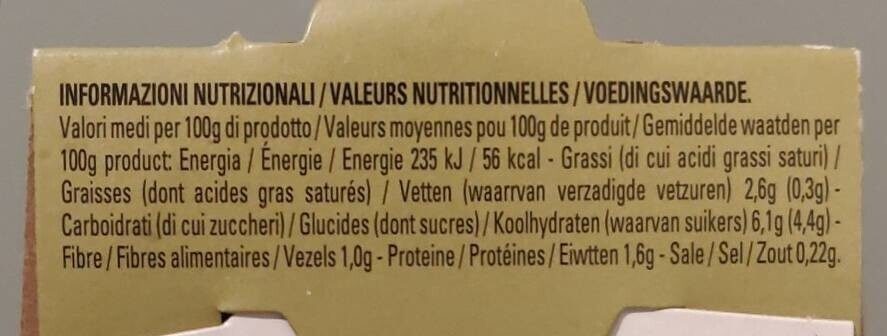 INFORMAZIONI NUTRIZIONALI / VALEURS NUTRITIONNELLES / VOEDINGSWAARDE.
Valori medi per 100g di prodotto / Valeurs moyennes pou 100g de produit / Gemiddelde waatden per
100g product: Energia / Énergie / Energie 235 kJ / 56 kcal - Grassi (di cui acidi grassi saturi) /
Graisses (dont acides gras saturés) / Vetten (waarrvan verzadigde vetzuren) 2,6g (0,3g) -
Carboidrati (di cui zuccheri) / Glucides (dont sucres) / Koolhydraten (waarvan suikers) 6,1g (4,4g) -
Fibre / Fibres alimentaires / Vezels 1,0g - Proteine / Protéines / Eiwtten 1,6g - Sale / Sel / Zout 0,22g.